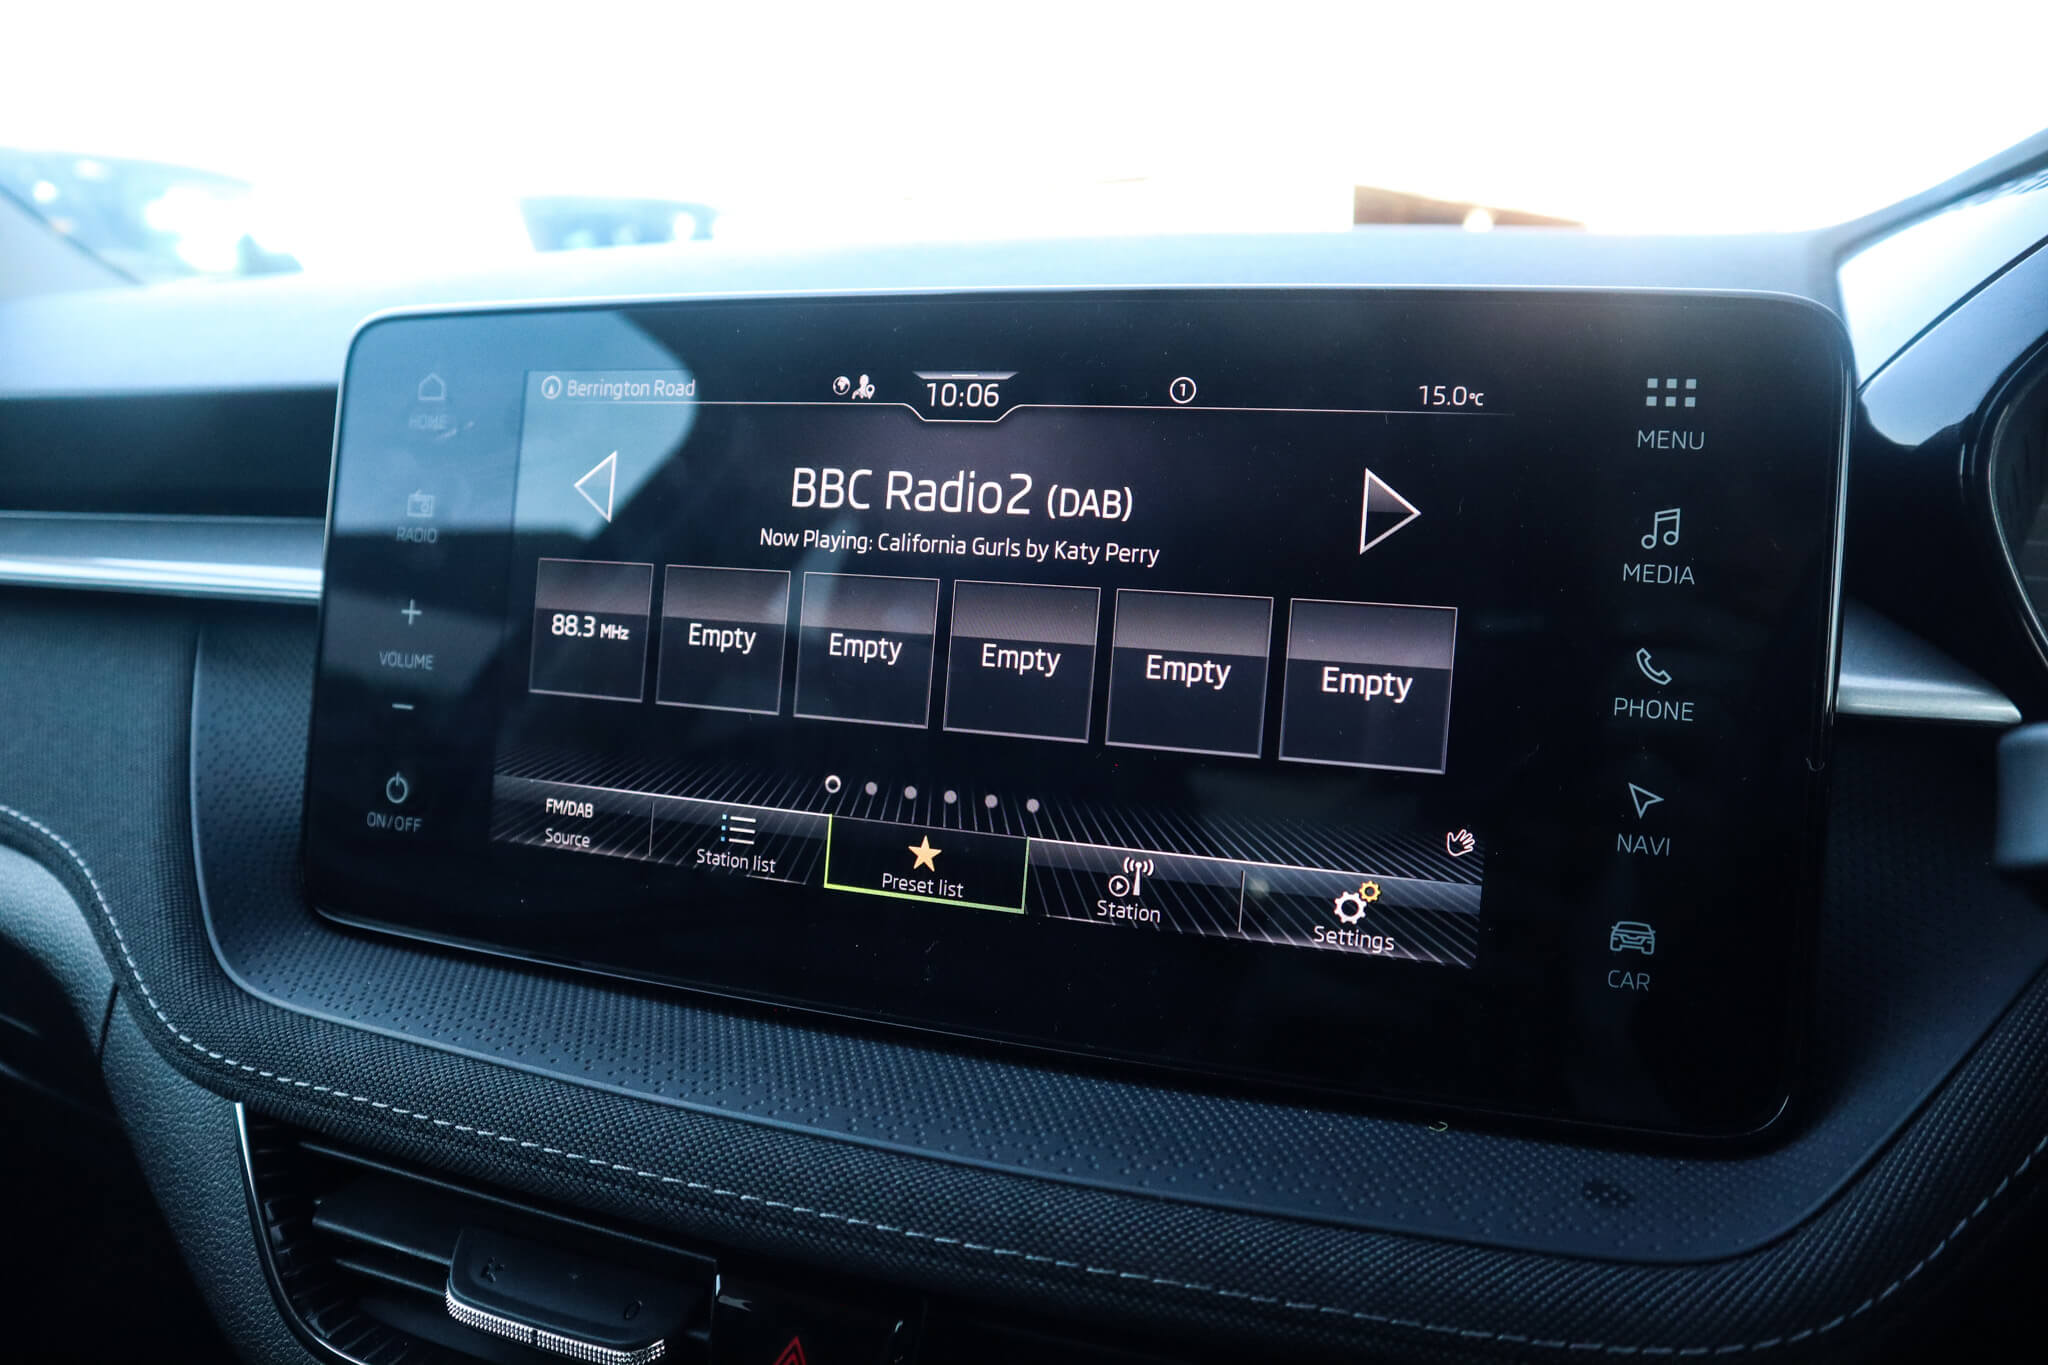 Berrington Road
10:06
1
15.0°C
HOME
RADIO
VOLUME
ON/OFF
BBC Radio2 (DAB)
Now Playing: California Gurls by Katy Perry
88.3 MHz
Empty
Empty
Empty
Empty
Empty
FM/DAB
Source
Station list
Preset list
Station
Settings
MENU
MEDIA
PHONE
NAVI
CAR